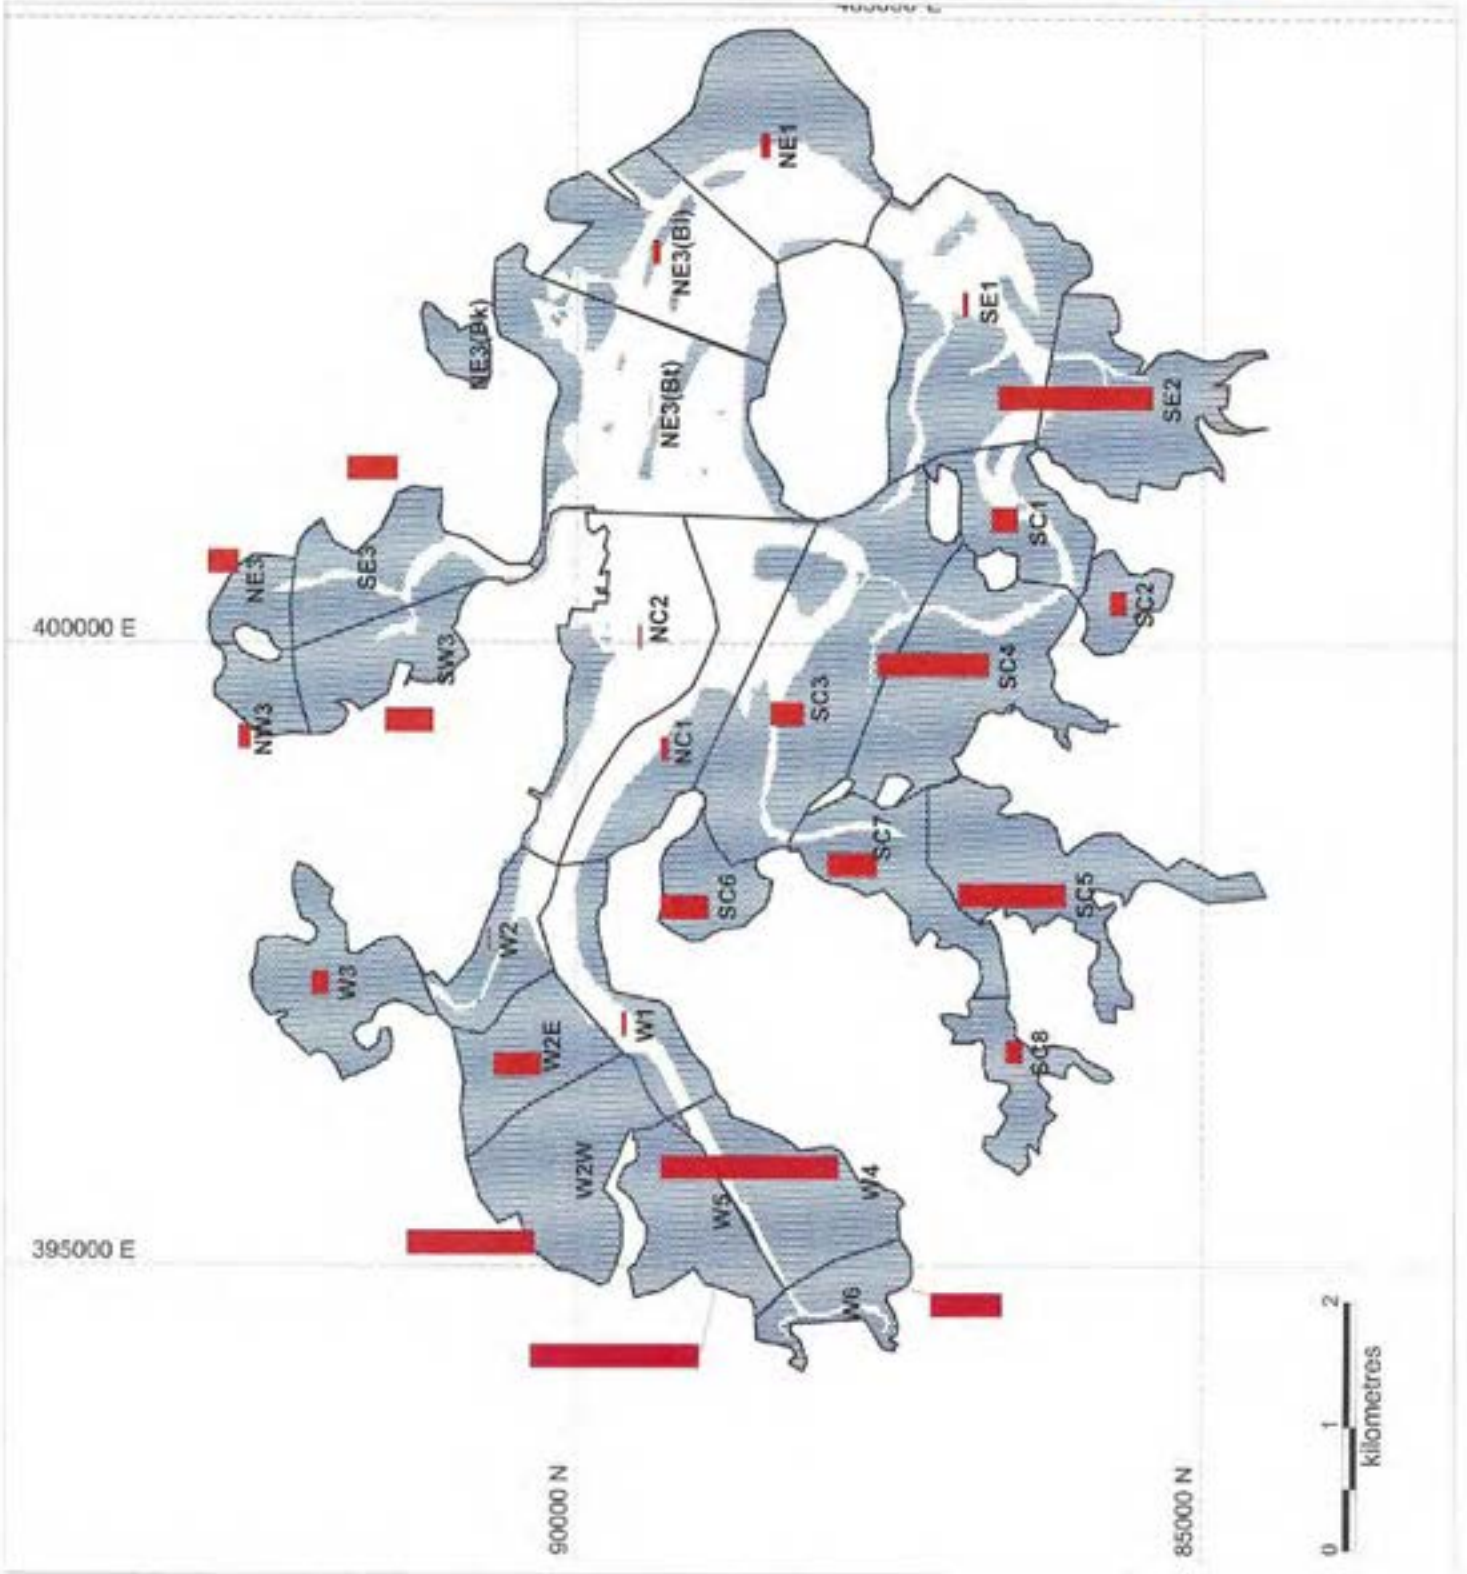 NE1
NE3(Bl)
NE3(Bk)
SE1
NE3(Bt)
SE2
SC1
NE3
SE3
SC2
400000 E
NC2
SW3
SC4
SC3
NW3
NC1
SC7
SC6
SC5
W2
W3
W1
W2E
SC8
W2W
W4
W5
395000 E
W6
90000 N
85000 N
0 1 2
kilometres